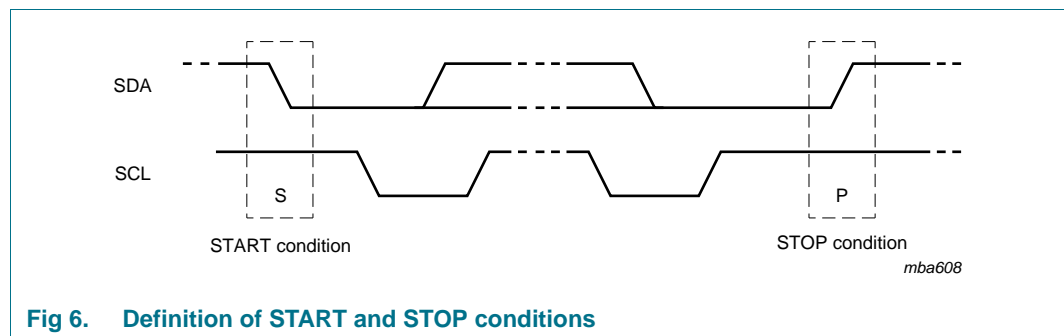 SDA
SCL
S
P
START condition
STOP condition
mba608
Fig 6. Definition of START and STOP conditions